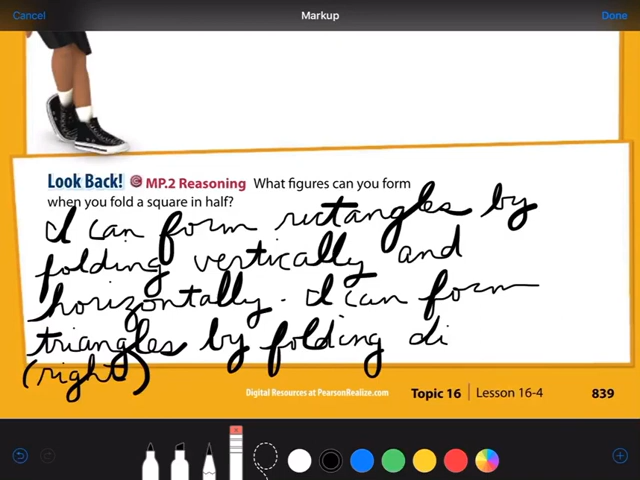 Cancel
Markup
Done
Look Back! MP.2 Reasoning What figures can you form
when you fold a square in half?
I can form rectangles by
folding vertically and
horizontally. I can form
triangles by folding di
(right)
Digital Resources at PearsonRealize.com
Topic 16 Lesson 16-4 839